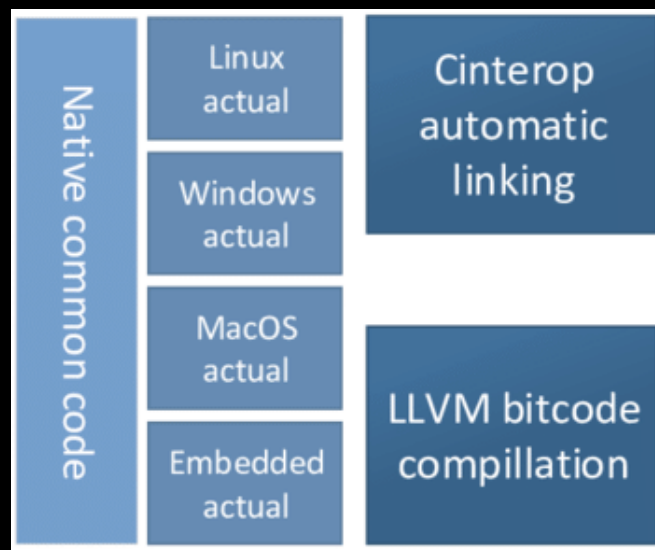 Native common code
Linux
actual
Windows
actual
MacOS
actual
Embedded
actual
Cinterop
automatic
linking
LLVM bitcode
compillation